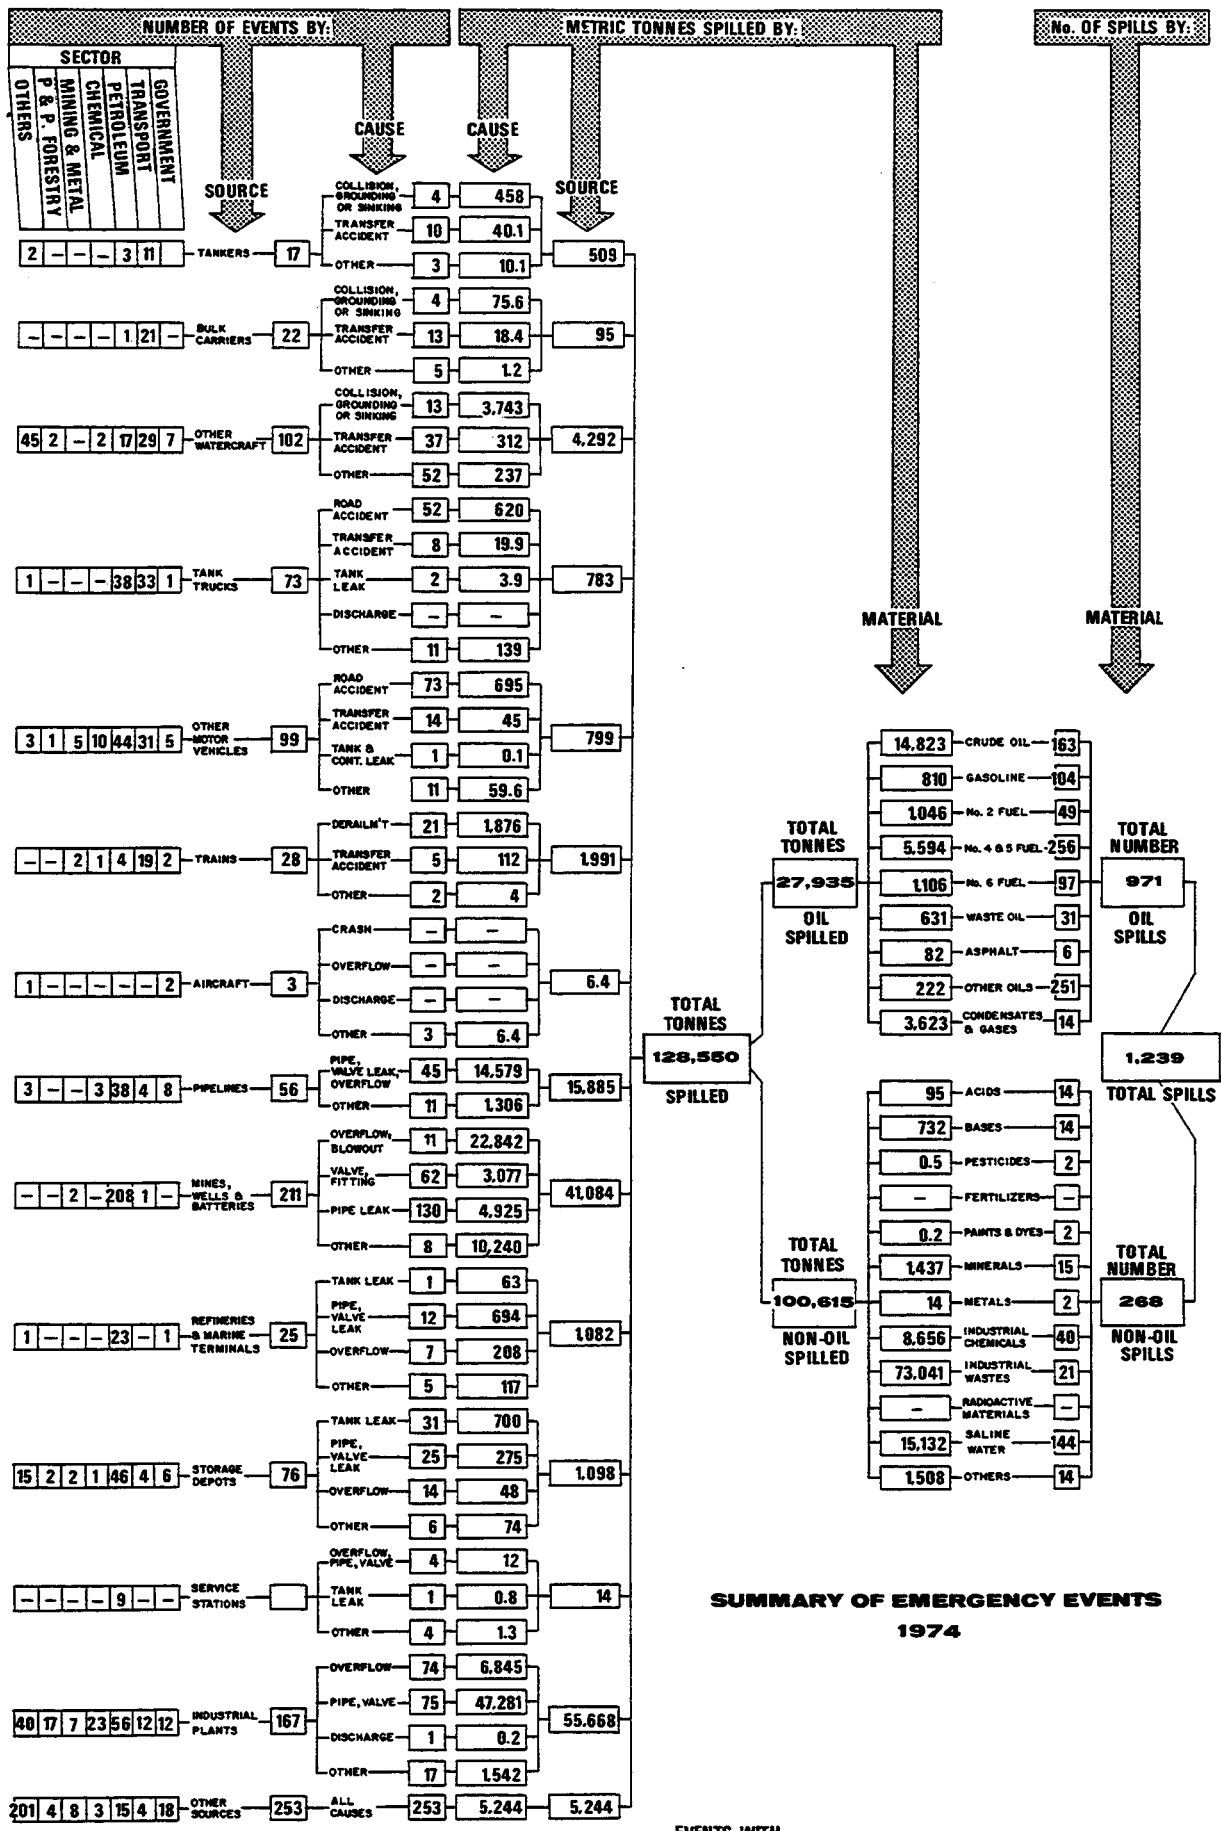 NUMBER OF EVENTS BY:
METRIC TONNES SPILLED BY:
No. OF SPILLS BY:
SECTOR
OTHERS
P & P. FORESTRY
MINING & METAL
CHEMICAL
PETROLEUM
TRANSPORT
GOVERNMENT
SOURCE
CAUSE
CAUSE
SOURCE
MATERIAL
MATERIAL
2 – – – 3 11 TANKERS 17
COLLISION, GROUNDING OR SINKING 4 458
TRANSFER ACCIDENT 10 40.1
OTHER 3 10.1
509
– – – – 1 21 – BULK CARRIERS 22
COLLISION, GROUNDING OR SINKING 4 75.6
TRANSFER ACCIDENT 13 18.4
OTHER 5 1.2
95
45 2 – 2 17 29 7 OTHER WATERCRAFT 102
COLLISION, GROUNDING OR SINKING 13 3,743
TRANSFER ACCIDENT 37 312
OTHER 52 237
4,292
1 – – – 38 33 1 TANK TRUCKS 73
ROAD ACCIDENT 52 620
TRANSFER ACCIDENT 8 19.9
TANK LEAK 2 3.9
DISCHARGE – –
OTHER 11 139
783
3 1 5 10 44 31 5 OTHER MOTOR VEHICLES 99
ROAD ACCIDENT 73 695
TRANSFER ACCIDENT 14 45
TANK & CONT. LEAK 1 0.1
OTHER 11 59.6
799
– – 2 1 4 19 2 TRAINS 28
DERAILM'T 21 1,876
TRANSFER ACCIDENT 5 112
OTHER 2 4
1,991
1 – – – – – 2 AIRCRAFT 3
CRASH – –
OVERFLOW – –
DISCHARGE – –
OTHER 3 6.4
6.4
3 – – 3 38 4 8 PIPELINES 56
PIPE, VALVE LEAK, OVERFLOW 45 14,579
OTHER 11 1,306
15,885
– – 2 – 208 1 – MINES, WELLS & BATTERIES 211
OVERFLOW, BLOWOUT 11 22,842
VALVE, FITTING 62 3,077
PIPE LEAK 130 4,925
OTHER 8 10,240
41,084
1 – – – 23 – 1 REFINERIES & MARINE TERMINALS 25
TANK LEAK 1 63
PIPE, VALVE LEAK 12 694
OVERFLOW 7 208
OTHER 5 117
1,082
15 2 2 1 46 4 6 STORAGE DEPOTS 76
TANK LEAK 31 700
PIPE, VALVE LEAK 25 275
OVERFLOW 14 48
OTHER 6 74
1,098
– – – – 9 – – SERVICE STATIONS
OVERFLOW, PIPE, VALVE 4 12
TANK LEAK 1 0.8
OTHER 4 1.3
14
40 17 7 23 56 12 12 INDUSTRIAL PLANTS 167
OVERFLOW 74 6,845
PIPE, VALVE 75 47,281
DISCHARGE 1 0.2
OTHER 17 1,542
55,668
201 4 8 3 15 4 18 OTHER SOURCES 253
ALL CAUSES 253 5,244
5,244
TOTAL TONNES
128,550
SPILLED
TOTAL TONNES
27,935
OIL SPILLED
14,823 CRUDE OIL 163
810 GASOLINE 104
1,046 No. 2 FUEL 49
5,594 No. 4 & 5 FUEL 256
1,106 No. 6 FUEL 97
631 WASTE OIL 31
82 ASPHALT 6
222 OTHER OILS 251
3,623 CONDENSATES & GASES 14
TOTAL NUMBER
971
OIL SPILLS
1,239
TOTAL SPILLS
TOTAL TONNES
100,615
NON-OIL SPILLED
95 ACIDS 14
732 BASES 14
0.5 PESTICIDES 2
– FERTILIZERS –
0.2 PAINTS & DYES 2
1,437 MINERALS 15
14 METALS 2
8,656 INDUSTRIAL CHEMICALS 40
73,041 INDUSTRIAL WASTES 21
– RADIOACTIVE MATERIALS –
15,132 SALINE WATER 144
1,508 OTHERS 14
TOTAL NUMBER
268
NON-OIL SPILLS
SUMMARY OF EMERGENCY EVENTS
1974
EVENTS WITH